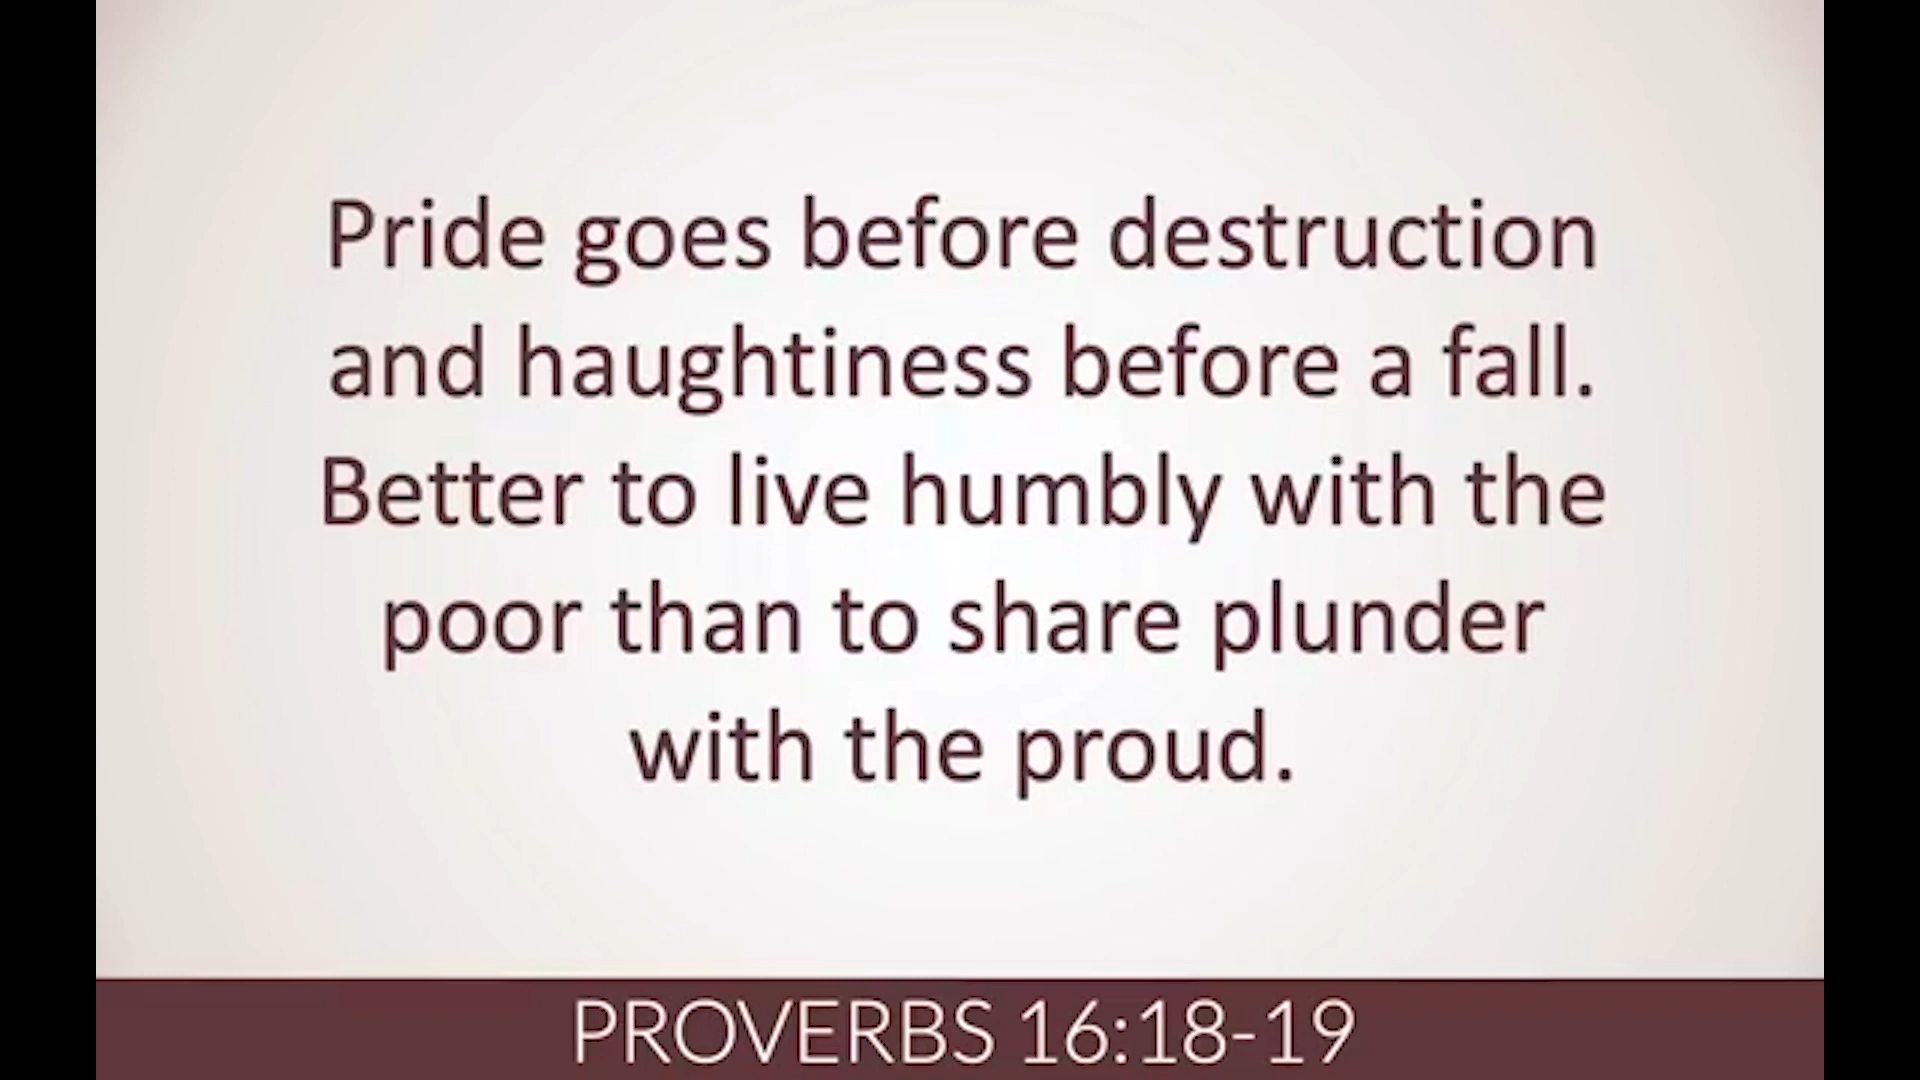 Pride goes before destruction
and haughtiness before a fall.
Better to live humbly with the
poor than to share plunder
with the proud.
PROVERBS 16:18-19